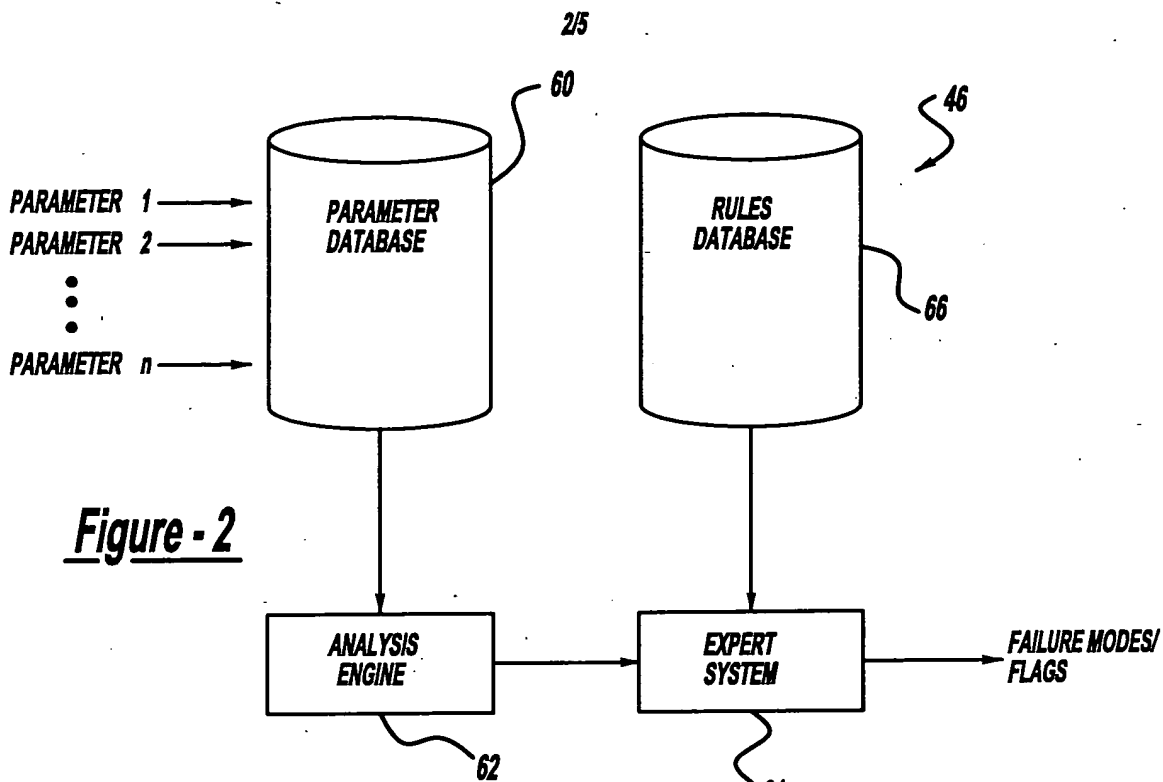 2/5
60
46
PARAMETER 1
PARAMETER 2
PARAMETER n
PARAMETER
DATABASE
RULES
DATABASE
66
Figure - 2
ANALYSIS
ENGINE
EXPERT
SYSTEM
FAILURE MODES/
FLAGS
62